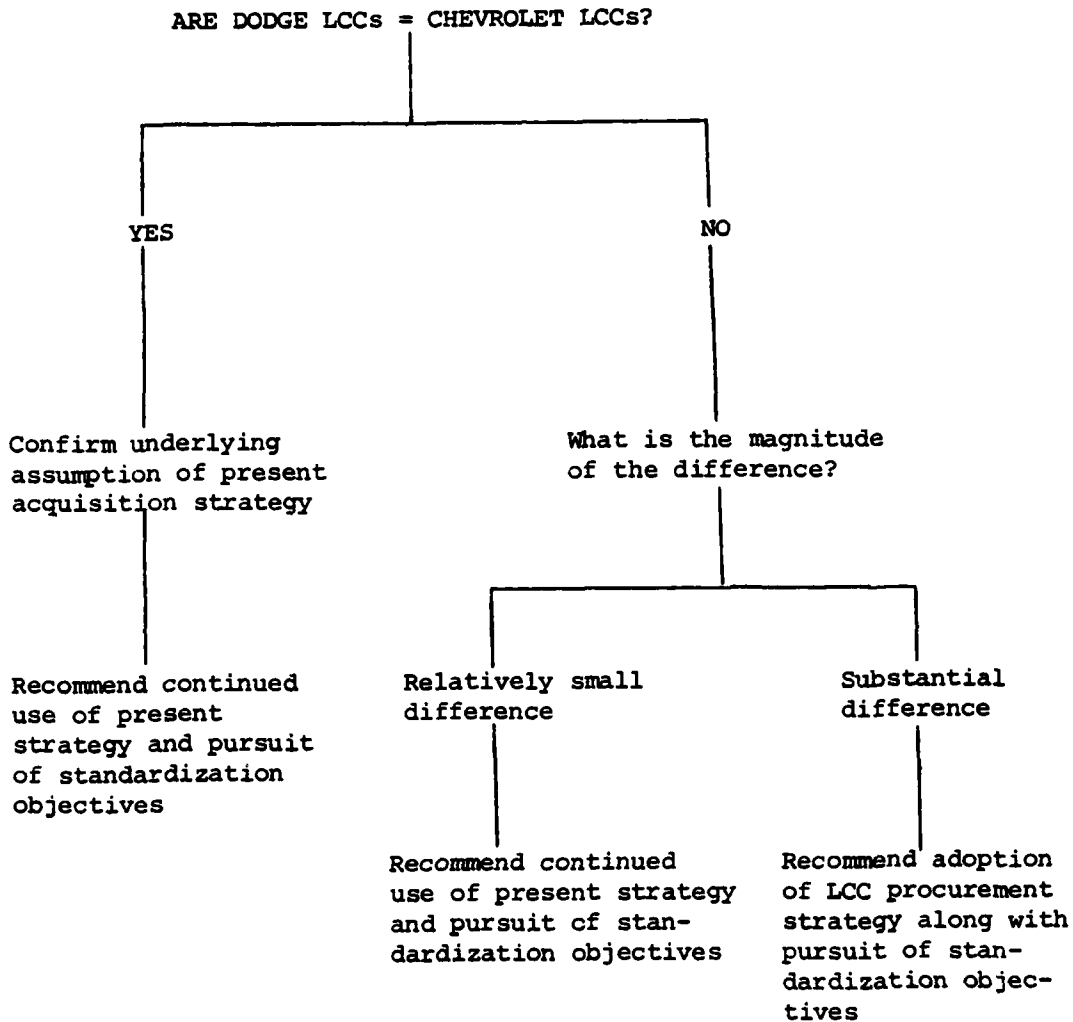 ARE DODGE LCCs = CHEVROLET LCCs?
YES
NO
Confirm underlying
assumption of present
acquisition strategy
What is the magnitude
of the difference?
Recommend continued
use of present
strategy and pursuit
of standardization
objectives
Relatively small
difference
Substantial
difference
Recommend continued
use of present strategy
and pursuit cf stan-
dardization objectives
Recommend adoption
of LCC procurement
strategy along with
pursuit of stan-
dardization objec-
tives